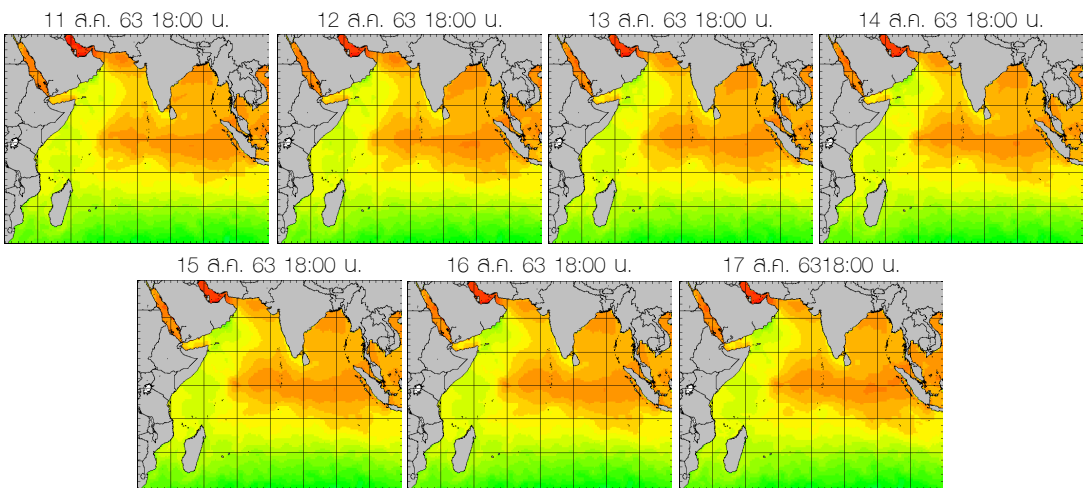 11 ส.ค. 63 18:00 น.
12 ส.ค. 63 18:00 น.
13 ส.ค. 63 18:00 น.
14 ส.ค. 63 18:00 น.
15 ส.ค. 63 18:00 น.
16 ส.ค. 63 18:00 น.
17 ส.ค. 6318:00 น.